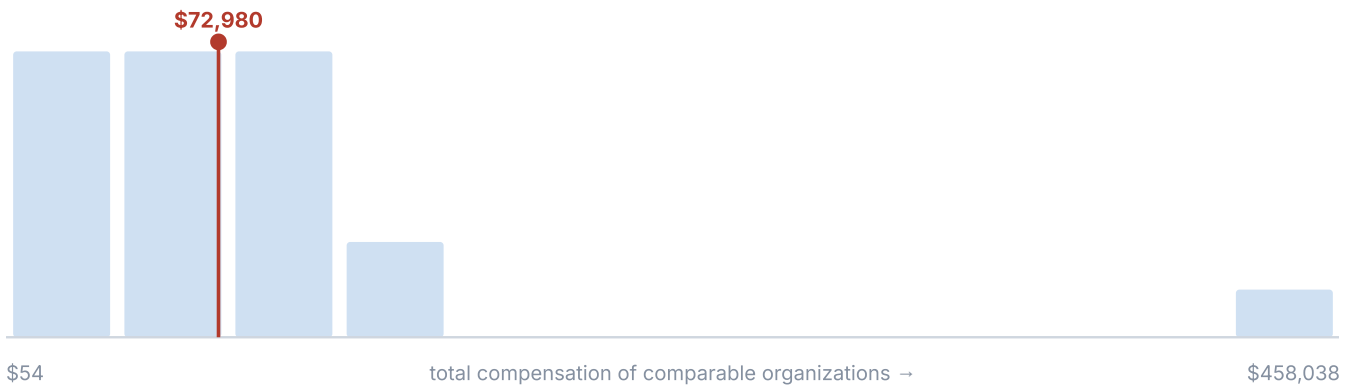 $72,980
$54
total compensation of comparable organizations →
$458,038